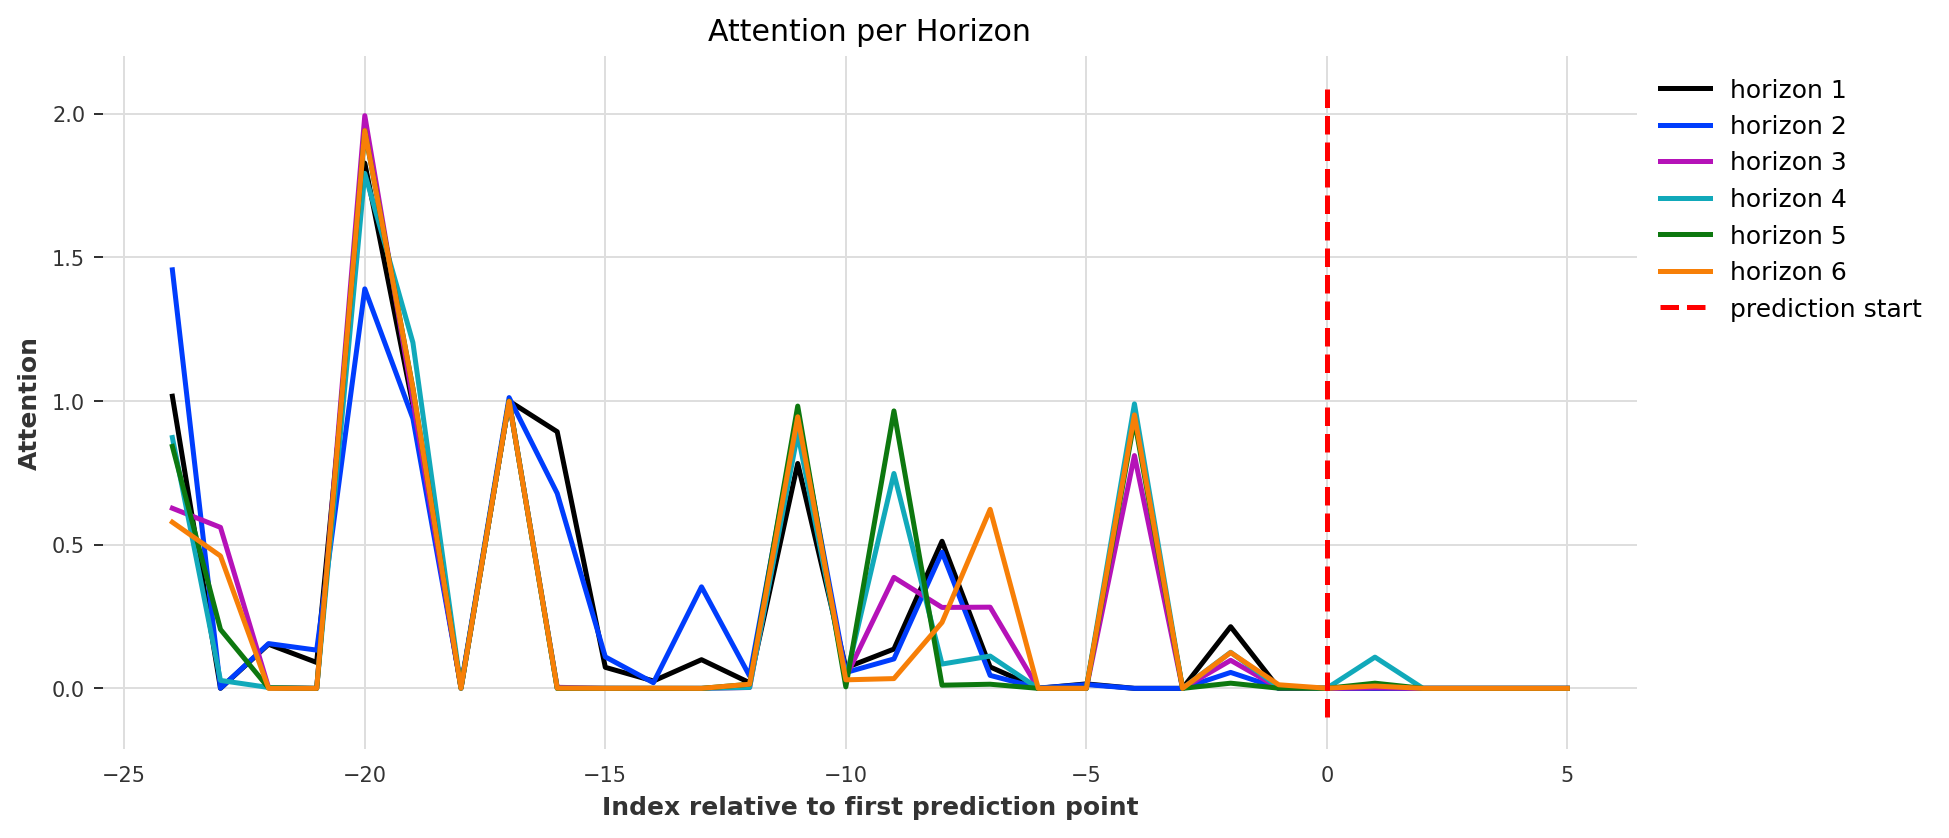 Attention per Horizon
2.0
1.5
1.0
0.5
0.0
Attention
−25
−20
−15
−10
−5
0
5
Index relative to first prediction point
horizon 1
horizon 2
horizon 3
horizon 4
horizon 5
horizon 6
prediction start